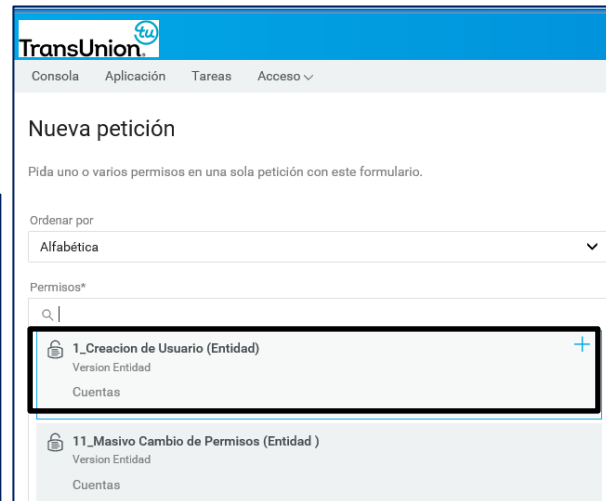 tu
TransUnion.
Consola Aplicación Tareas Acceso
Nueva petición
Pida uno o varios permisos en una sola petición con este formulario.
Ordenar por
Alfabética
Permisos*
1_Creacion de Usuario (Entidad)
Version Entidad
Cuentas
11_Masivo Cambio de Permisos (Entidad )
Version Entidad
Cuentas